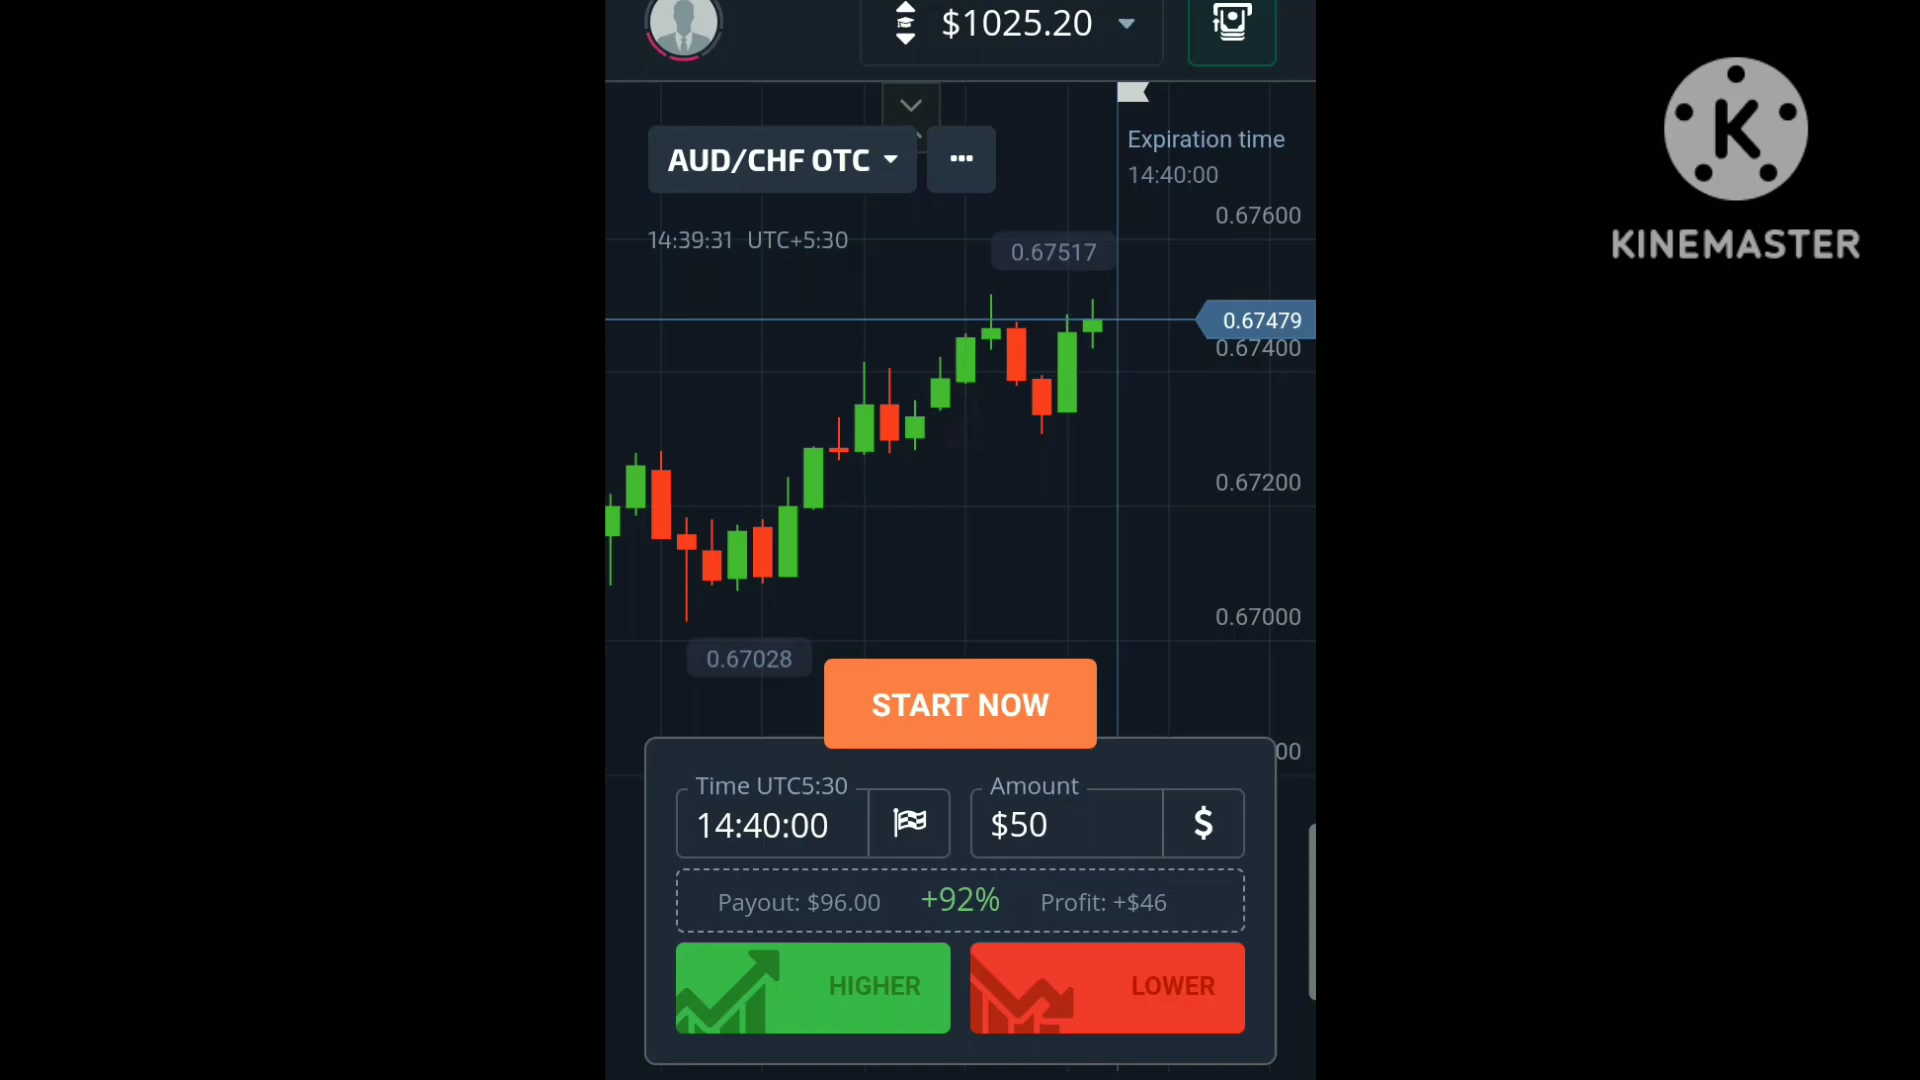 $1025.20
Expiration time
14:40:00
AUD/CHF OTC
14:39:31 UTC+5:30
0.67600
0.67517
0.67479
0.67400
0.67200
0.67000
0.67028
START NOW
00
Time UTC5:30
14:40:00
Amount
$50
$
Payout: $96.00 +92% Profit: +$46
HIGHER
LOWER
K
KINEMASTER